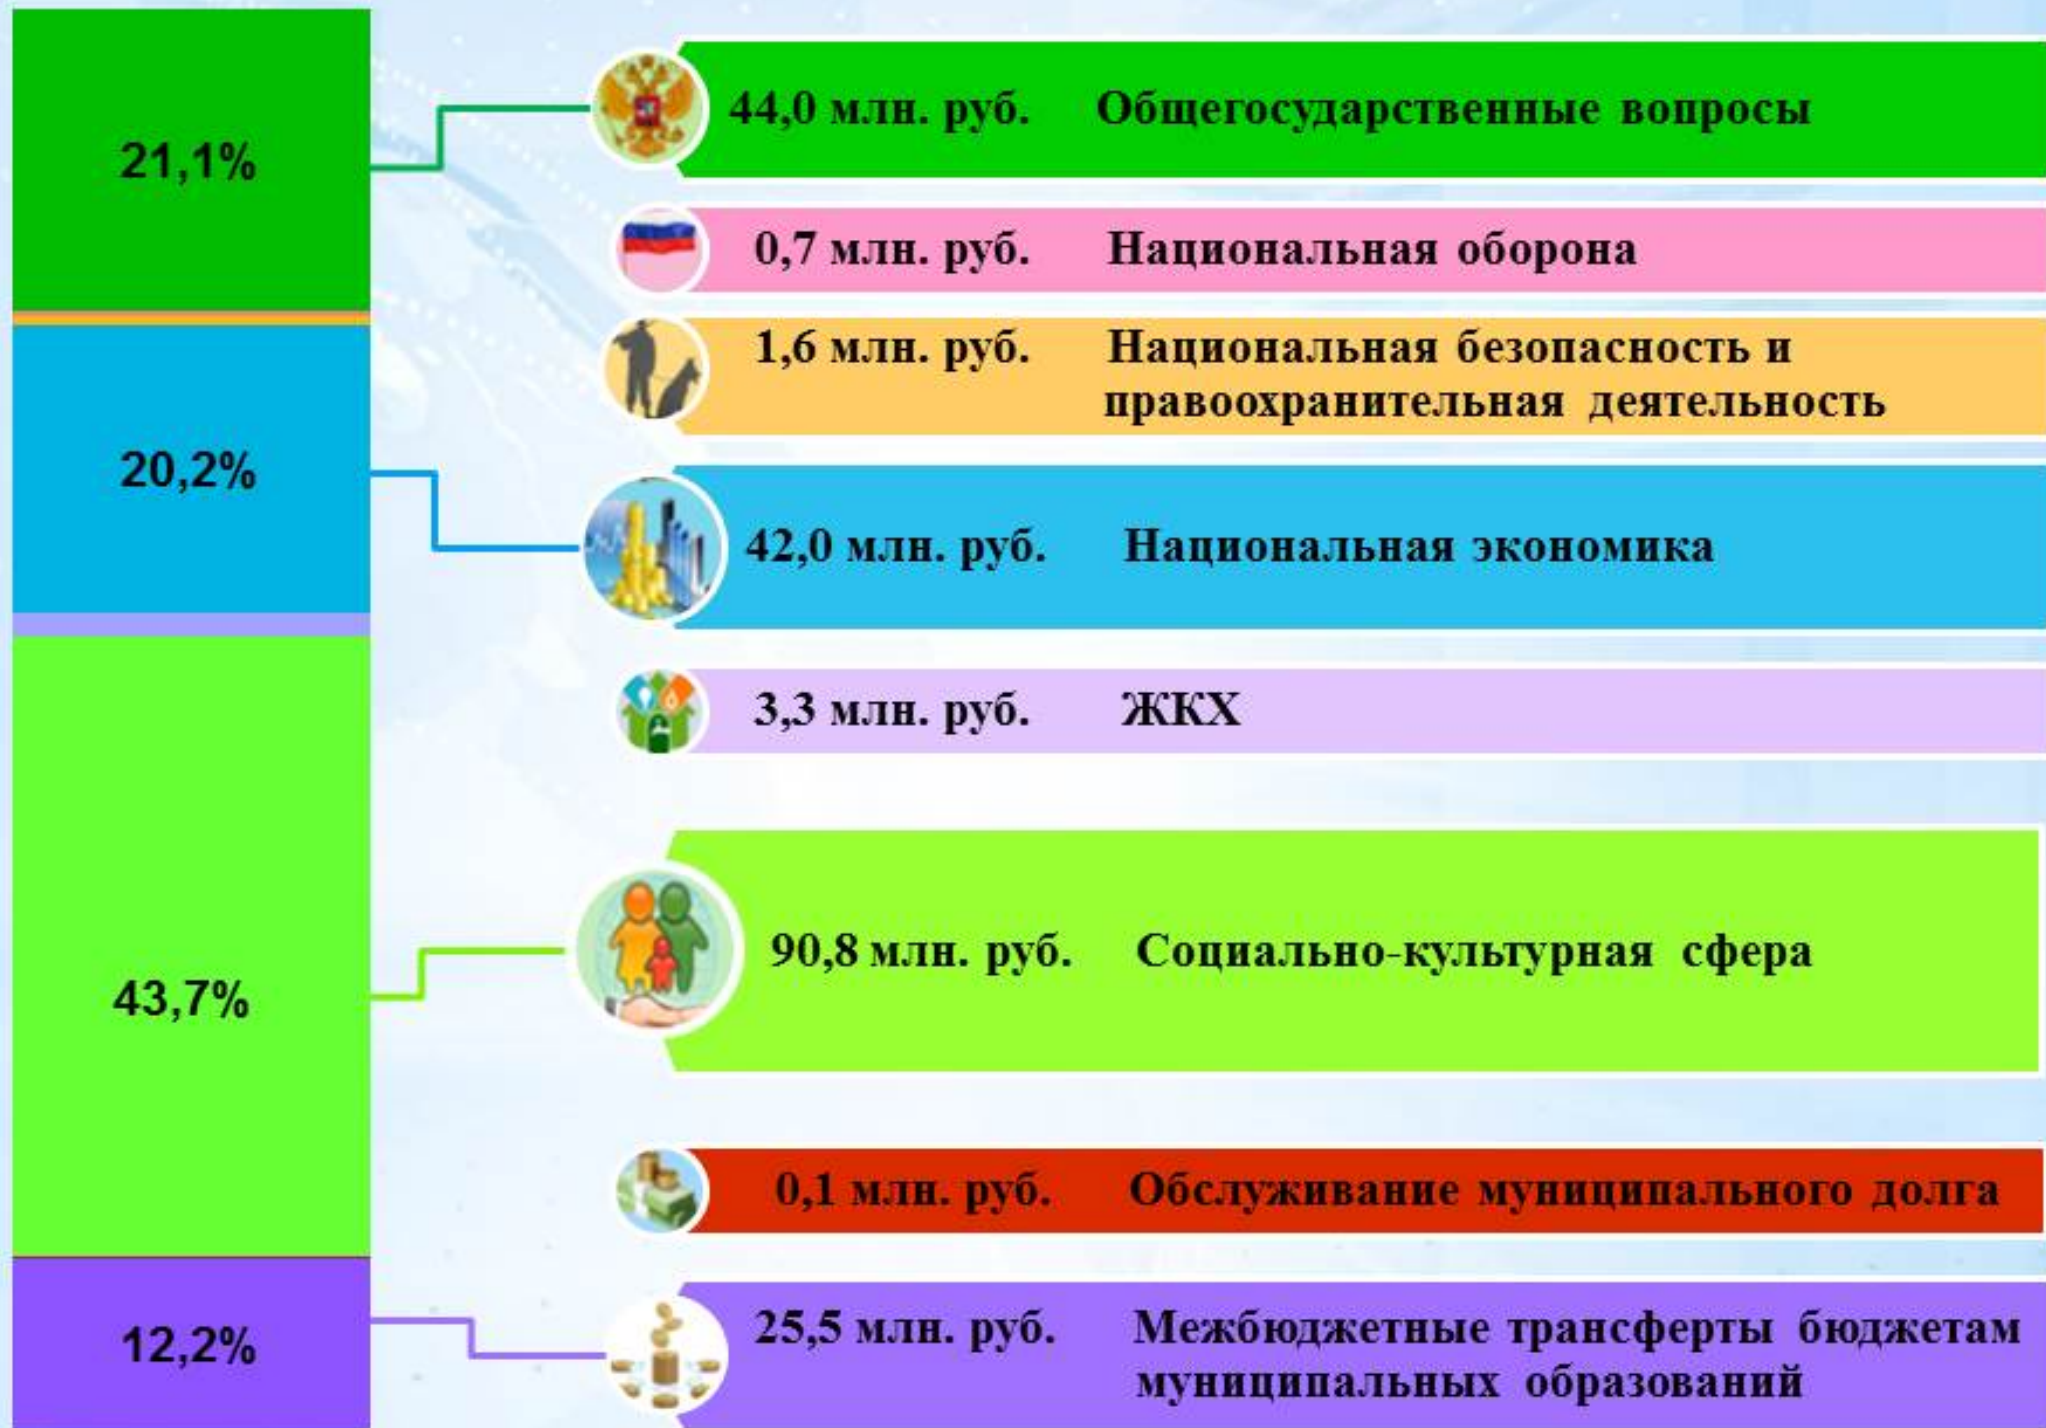 21,1%
44,0 млн. руб. Общегосударственные вопросы
0,7 млн. руб. Национальная оборона
1,6 млн. руб. Национальная безопасность и
правоохранительная деятельность
20,2%
42,0 млн. руб. Национальная экономика
3,3 млн. руб. ЖКХ
43,7%
90,8 млн. руб. Социально-культурная сфера
0,1 млн. руб. Обслуживание муниципального долга
12,2%
25,5 млн. руб. Межбюджетные трансферты бюджетам
муниципальных образований